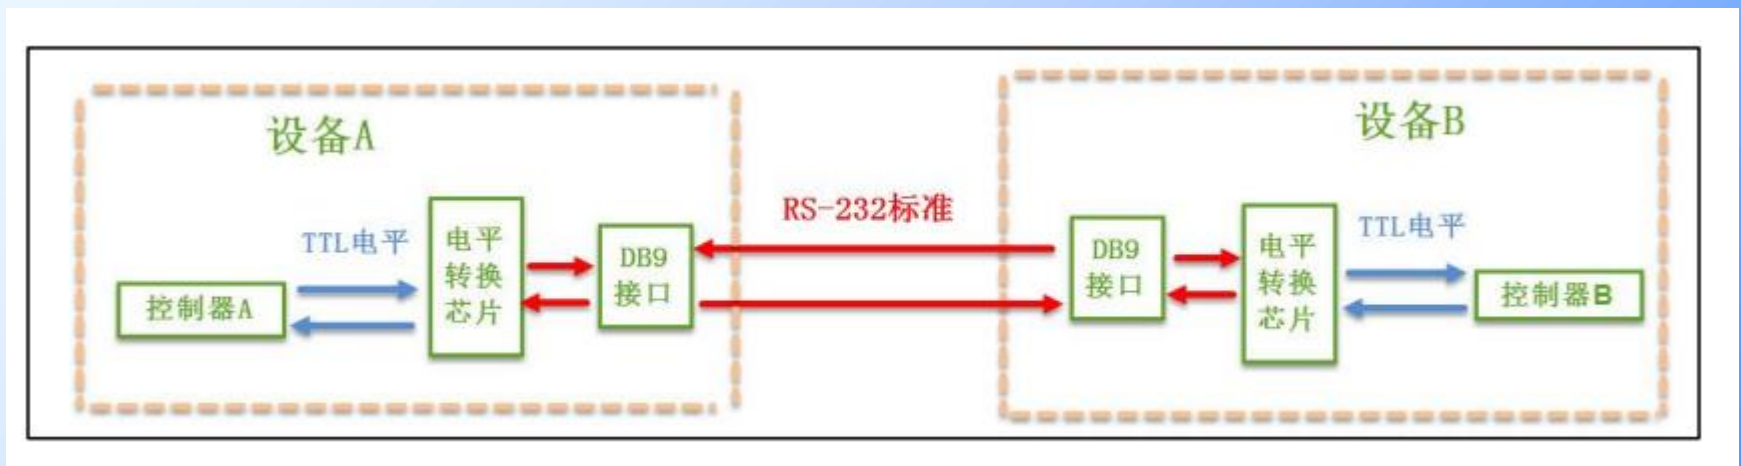 设备A
TTL电平
控制器A
电平
转换
芯片
DB9
接口
RS-232标准
设备B
DB9
接口
电平
转换
芯片
TTL电平
控制器B